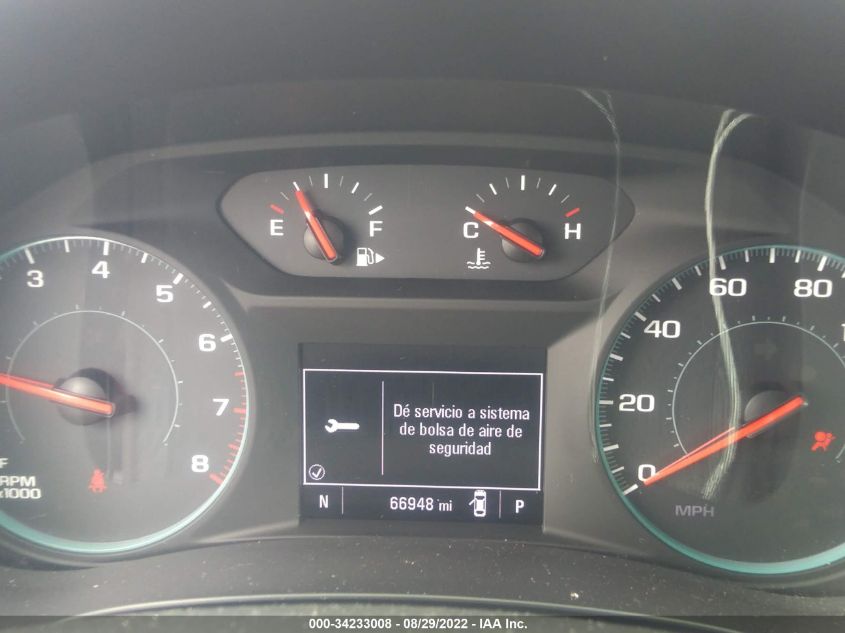 E F
C H
3 4 5 6 7 8
RPM
x1000
0 20 40 60 80
MPH
Dé servicio a sistema
de bolsa de aire de
seguridad
N 66948 mi P
000-34233008 - 08/29/2022 - IAA Inc.